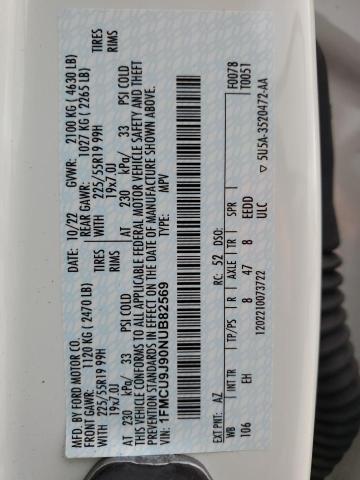 MFD. BY FORD MOTOR CO. 10/22 GVWR: 2100 KG ( 4630 LB)
FRONT GAWR: 1120 KG ( 2470 LB) REAR GAWR: 1027 KG ( 2265 LB)
WITH 225/55R19 99H TIRES WITH 225/55R19 99H TIRES
19x7.0J RIMS 19x7.0J RIMS
AT 230 kPa/ 33 PSI COLD AT 230 kPa/ 33 PSI COLD
THIS VEHICLE CONFORMS TO ALL APPLICABLE FEDERAL MOTOR VEHICLE SAFETY AND THEFT
PREVENTION STANDARDS IN EFFECT ON THE DATE OF MANUFACTURE SHOWN ABOVE.
VIN: 1FMCU9J90NUB82569 TYPE: MPV
F0078
T0051
EXT PNT: AZ RC: 52 DSO:
WB INT TR TP/PS R AXLE TR SPR
106 EH 8 47 8 EEDD
ULC
1202210073722
▽ 5U5A-3520472-AA